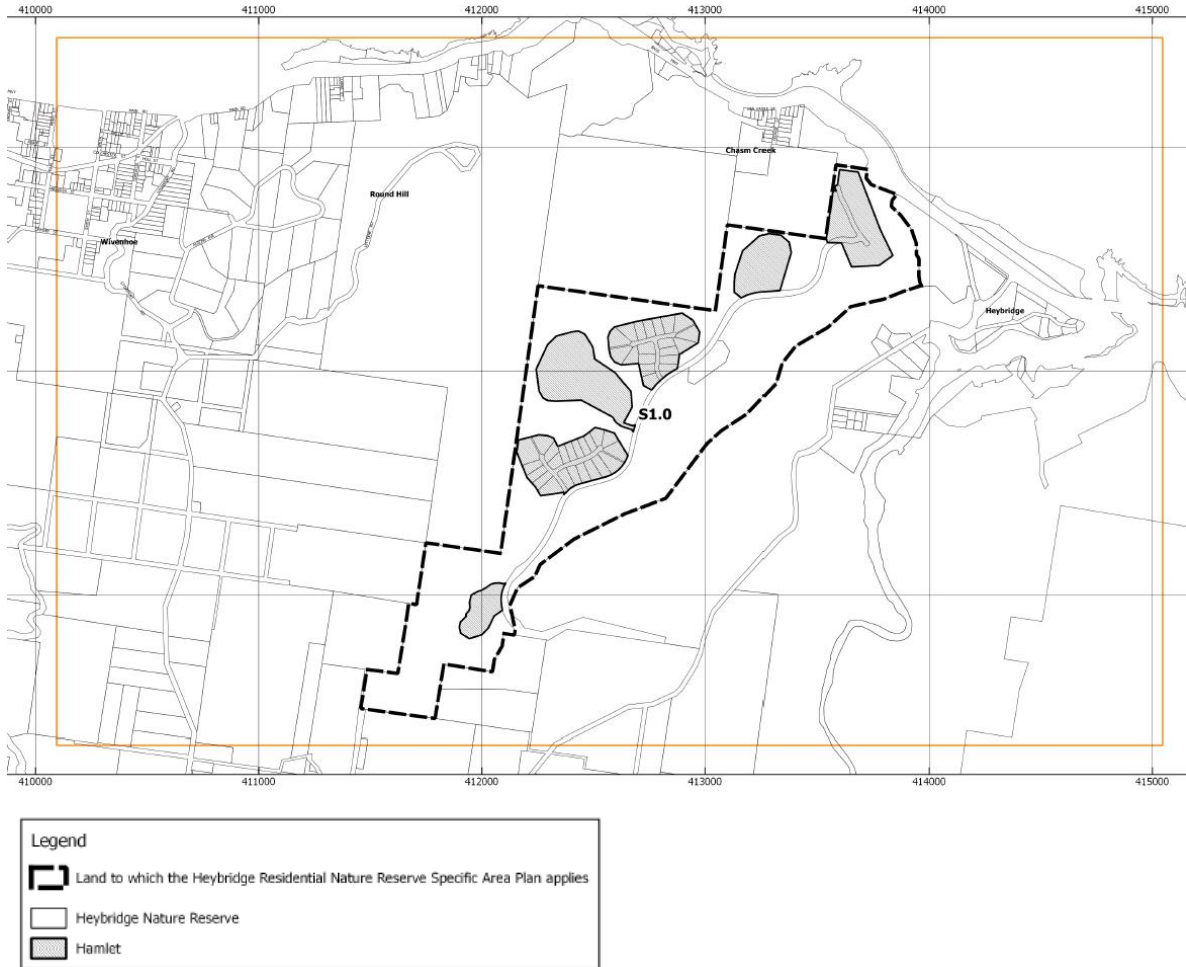 410000 411000 412000 413000 414000 415000
Chasm Creek
Round Hill
Wivenhoe
Heybridge
S1.0
410000 411000 412000 413000 414000 415000
Legend
Land to which the Heybridge Residential Nature Reserve Specific Area Plan applies
Heybridge Nature Reserve
Hamlet